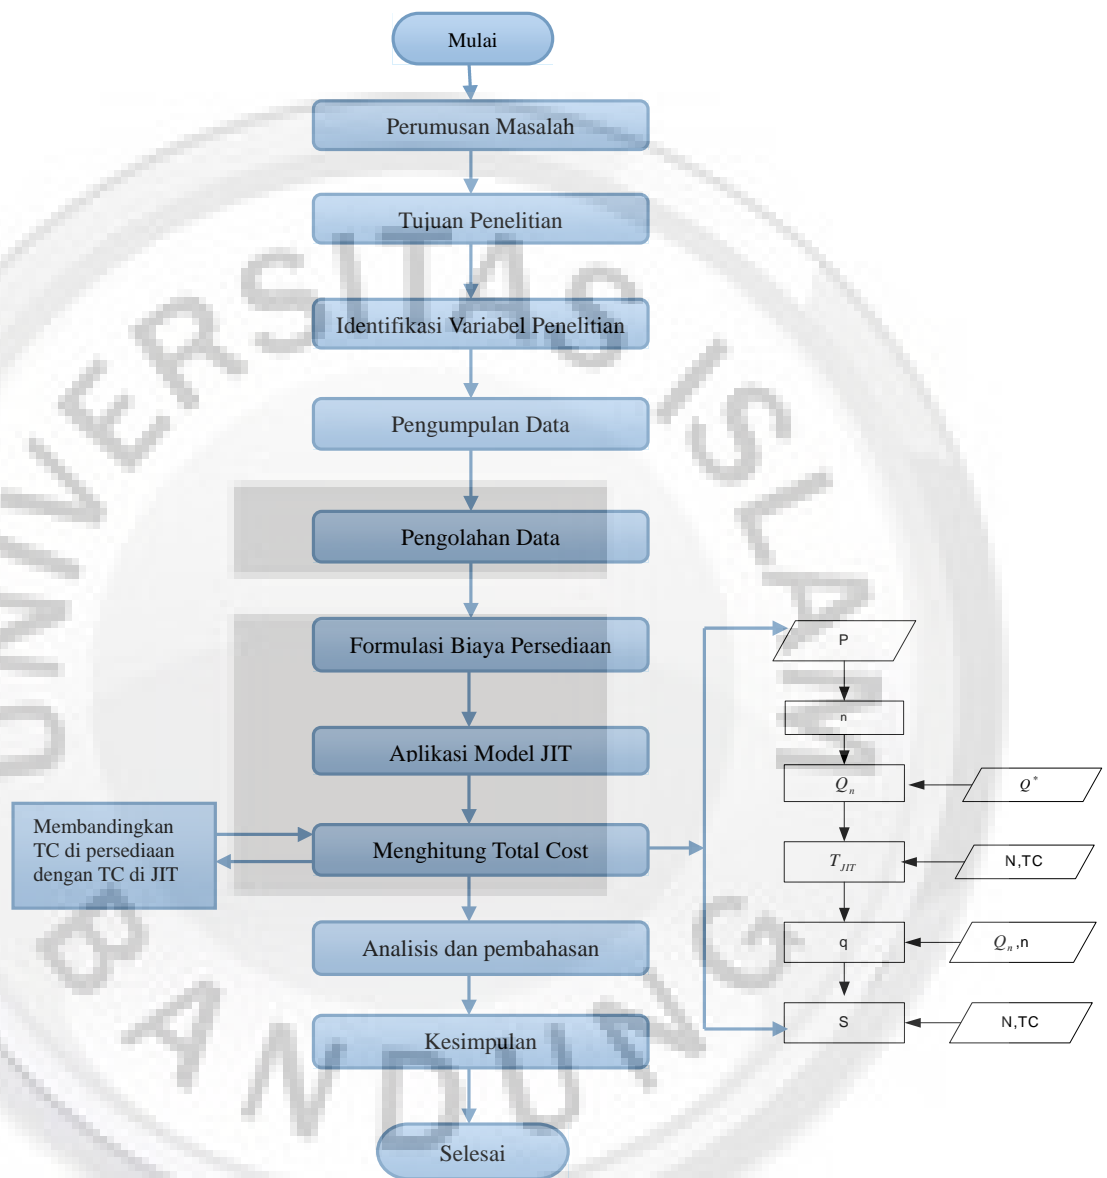 Mulai
Perumusan Masalah
Tujuan Penelitian
Identifikasi Variabel Penelitian
Pengumpulan Data
Pengolahan Data
Formulasi Biaya Persediaan
Aplikasi Model JIT
Membandingkan
TC di persediaan
dengan TC di JIT
Menghitung Total Cost
Analisis dan pembahasan
Kesimpulan
Selesai
P
n
Qn
Q*
TJIT
N,TC
q
Qn,n
S
N,TC
UNIVERSITAS ISLAM
BANDUNG